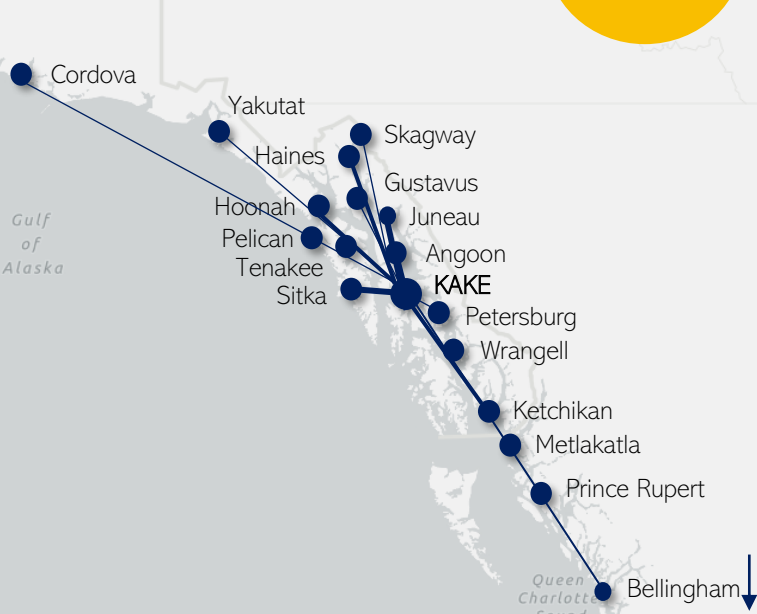 Cordova
Yakutat
Skagway
Haines
Gustavus
Hoonah
Juneau
Gulf
of
Alaska
Pelican
Angoon
Tenakee
KAKE
Sitka
Petersburg
Wrangell
Ketchikan
Metlakatla
Prince Rupert
Queen
Charlotte
Sound
Bellingham